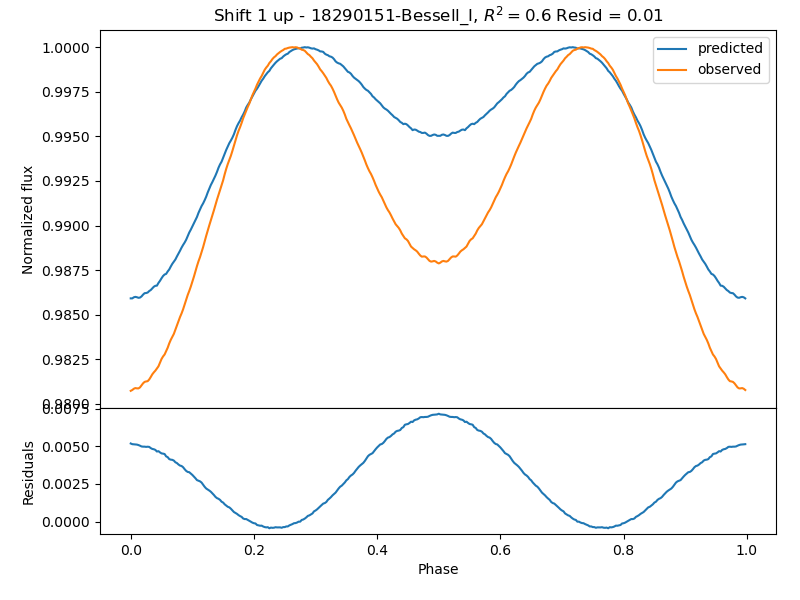 Shift 1 up - 18290151-Bessell_I, R² = 0.6 Resid = 0.01
predicted
observed
1.0000
0.9975
0.9950
0.9925
0.9900
0.9875
0.9850
0.9825
0.9800
Normalized flux
0.0075
0.0050
0.0025
0.0000
Residuals
0.0 0.2 0.4 0.6 0.8 1.0
Phase